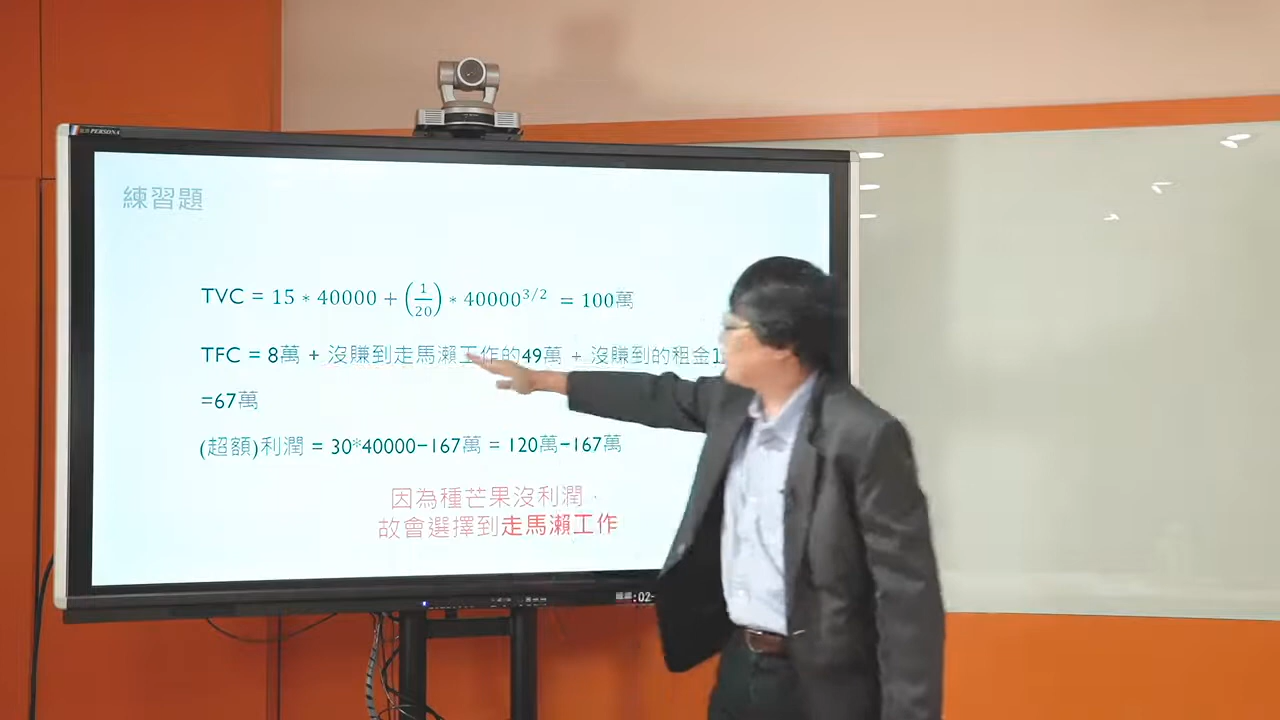 PERSONA
練習題
TVC = 15 * 40000 + (1/20) * 40000^{3/2} = 100萬
TFC = 8萬 + 沒賺到走馬瀨工作的49萬 + 沒賺到的租金1
=67萬
(超額)利潤 = 30*40000-167萬 = 120萬-167萬
因為種芒果沒利潤，
故會選擇到走馬瀨工作